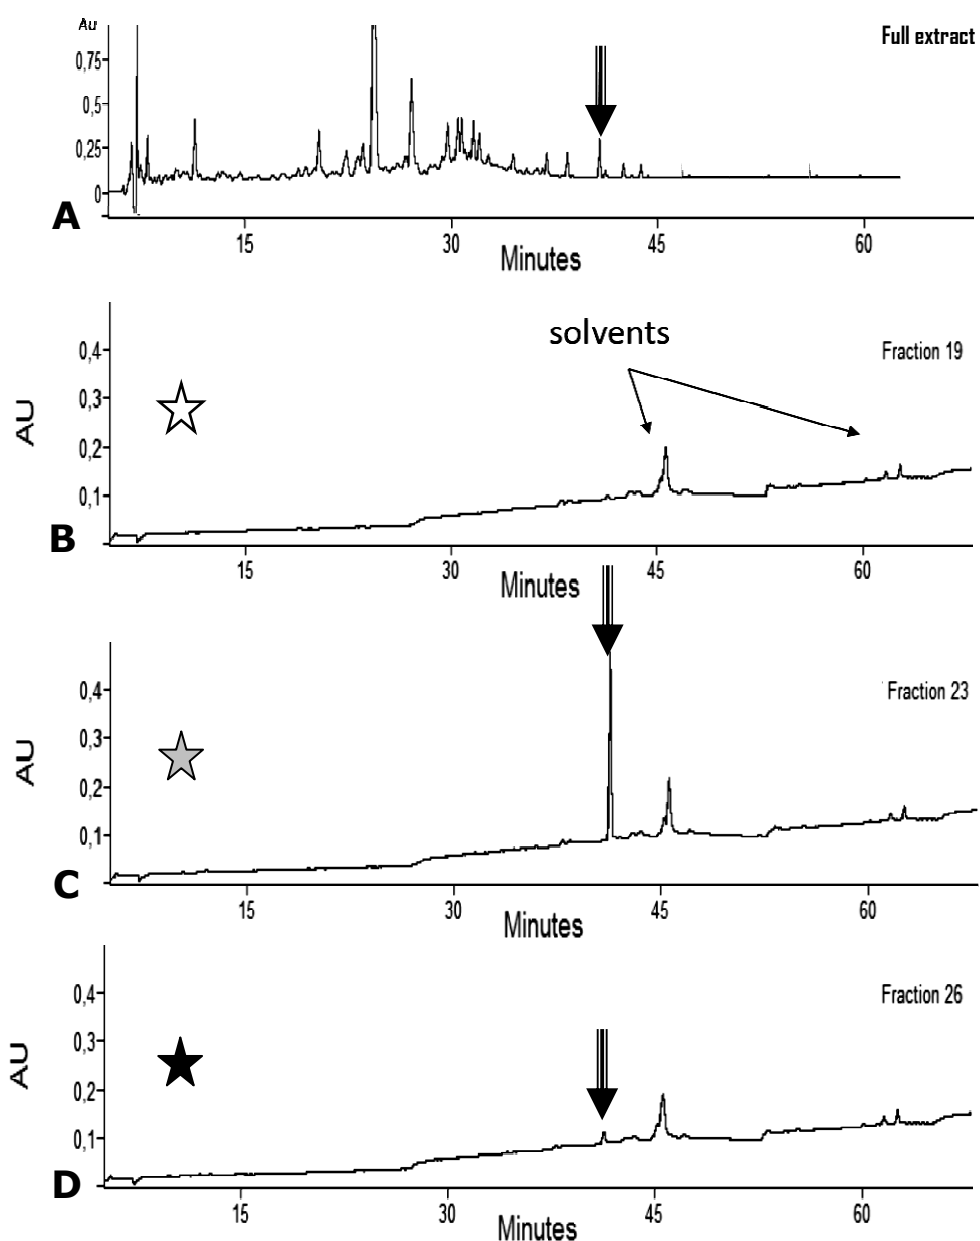 Au
Full extract
0,75
0,5
0,25
0
A
15 30 45 60
Minutes
solvents
Fraction 19
0,4
0,3
AU
0,2
0,1
B
15 30 45 60
Minutes
Fraction 23
0,4
0,3
AU
0,2
0,1
C
15 30 45 60
Minutes
Fraction 26
0,4
0,3
AU
0,2
0,1
D
15 30 45 60
Minutes